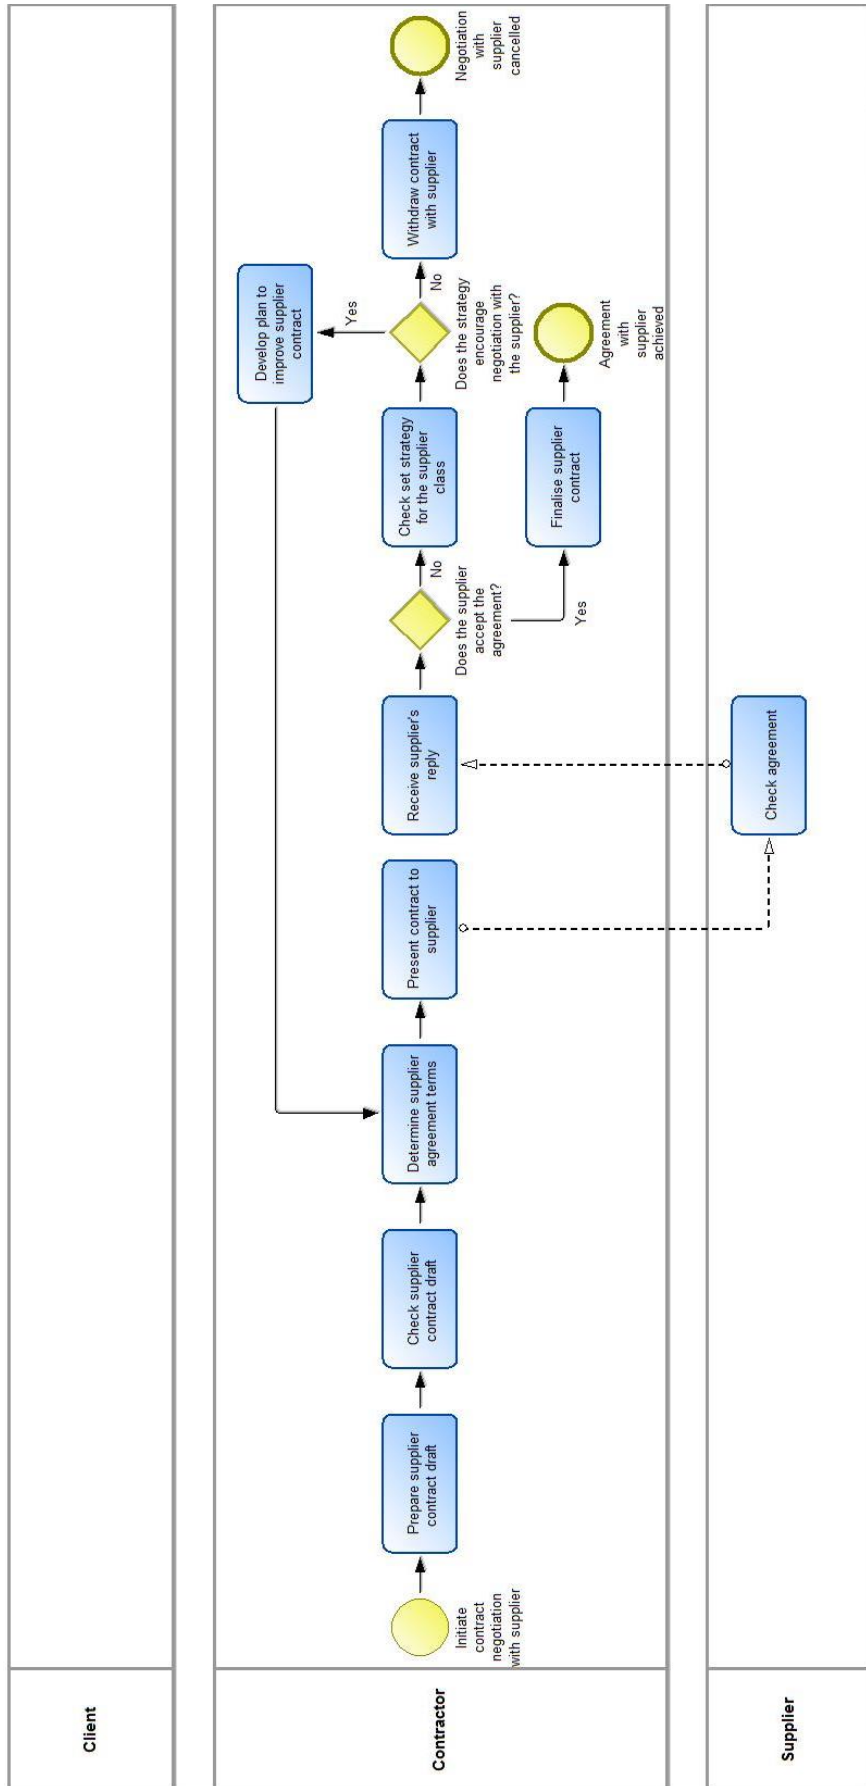 Client
Contractor
Initiate
contract
negotiation
with supplier
Prepare supplier
contract draft
Check supplier
contract draft
Determine supplier
agreement terms
Present contract to
supplier
Receive supplier's
reply
Does the supplier
accept the
agreement?
No
Yes
Check set strategy
for the supplier
class
Finalise supplier
contract
Agreement
with
supplier
achieved
Does the strategy
encourage
negotiation with
the supplier?
Yes
No
Develop plan to
improve supplier
contract
Withdraw contract
with supplier
Negotiation
with
supplier
cancelled
Supplier
Check agreement